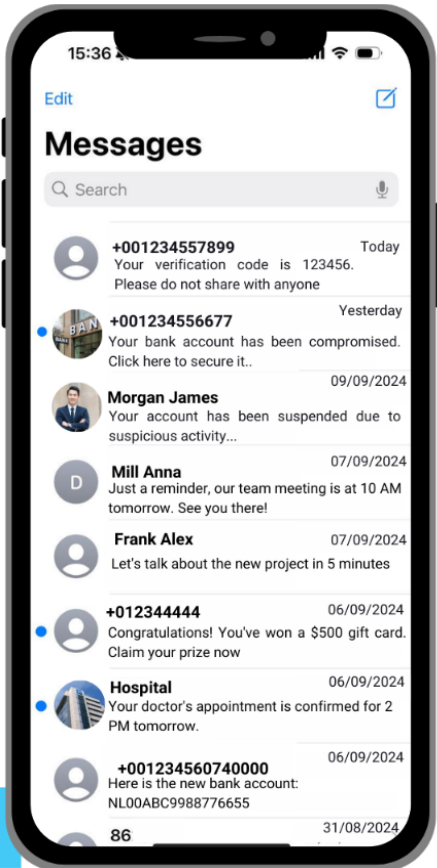 15:36
Edit
Messages
Search
+001234557899
Today
Your verification code is 123456.
Please do not share with anyone
+001234556677
Yesterday
Your bank account has been compromised.
Click here to secure it..
Morgan James
09/09/2024
Your account has been suspended due to
suspicious activity...
D
Mill Anna
07/09/2024
Just a reminder, our team meeting is at 10 AM
tomorrow. See you there!
Frank Alex
07/09/2024
Let's talk about the new project in 5 minutes
+012344444
06/09/2024
Congratulations! You've won a $500 gift card.
Claim your prize now
Hospital
06/09/2024
Your doctor's appointment is confirmed for 2
PM tomorrow.
+001234560740000
06/09/2024
Here is the new bank account:
NL00ABC9988776655
86
31/08/2024